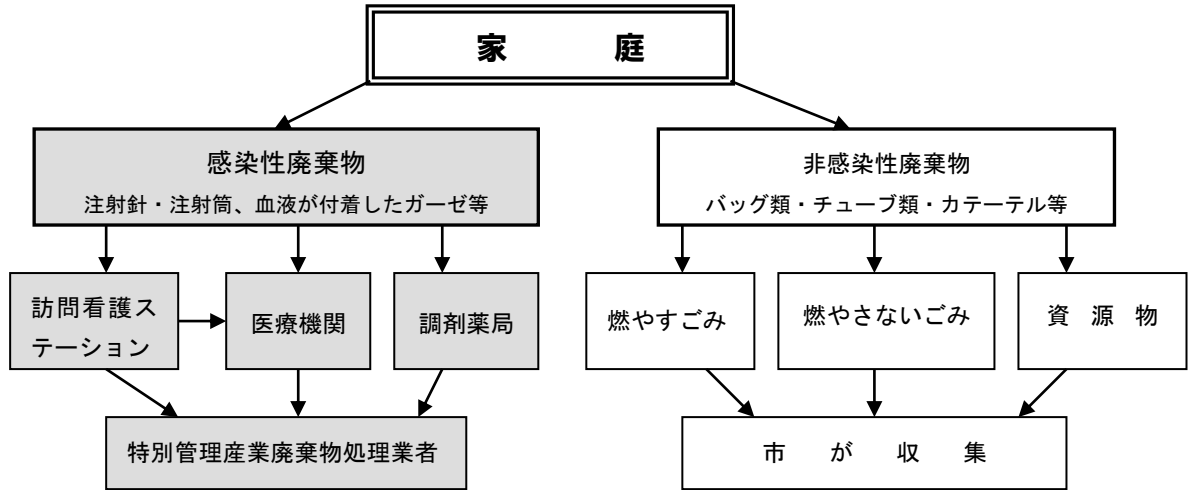 家　　　庭
感染性廃棄物
注射針・注射筒、血液が付着したガーゼ等
非感染性廃棄物
バッグ類・チューブ類・カテーテル等
訪問看護ス
テーション
医療機関
調剤薬局
燃やすごみ
燃やさないごみ
資　源　物
特別管理産業廃棄物処理業者
市　が　収　集